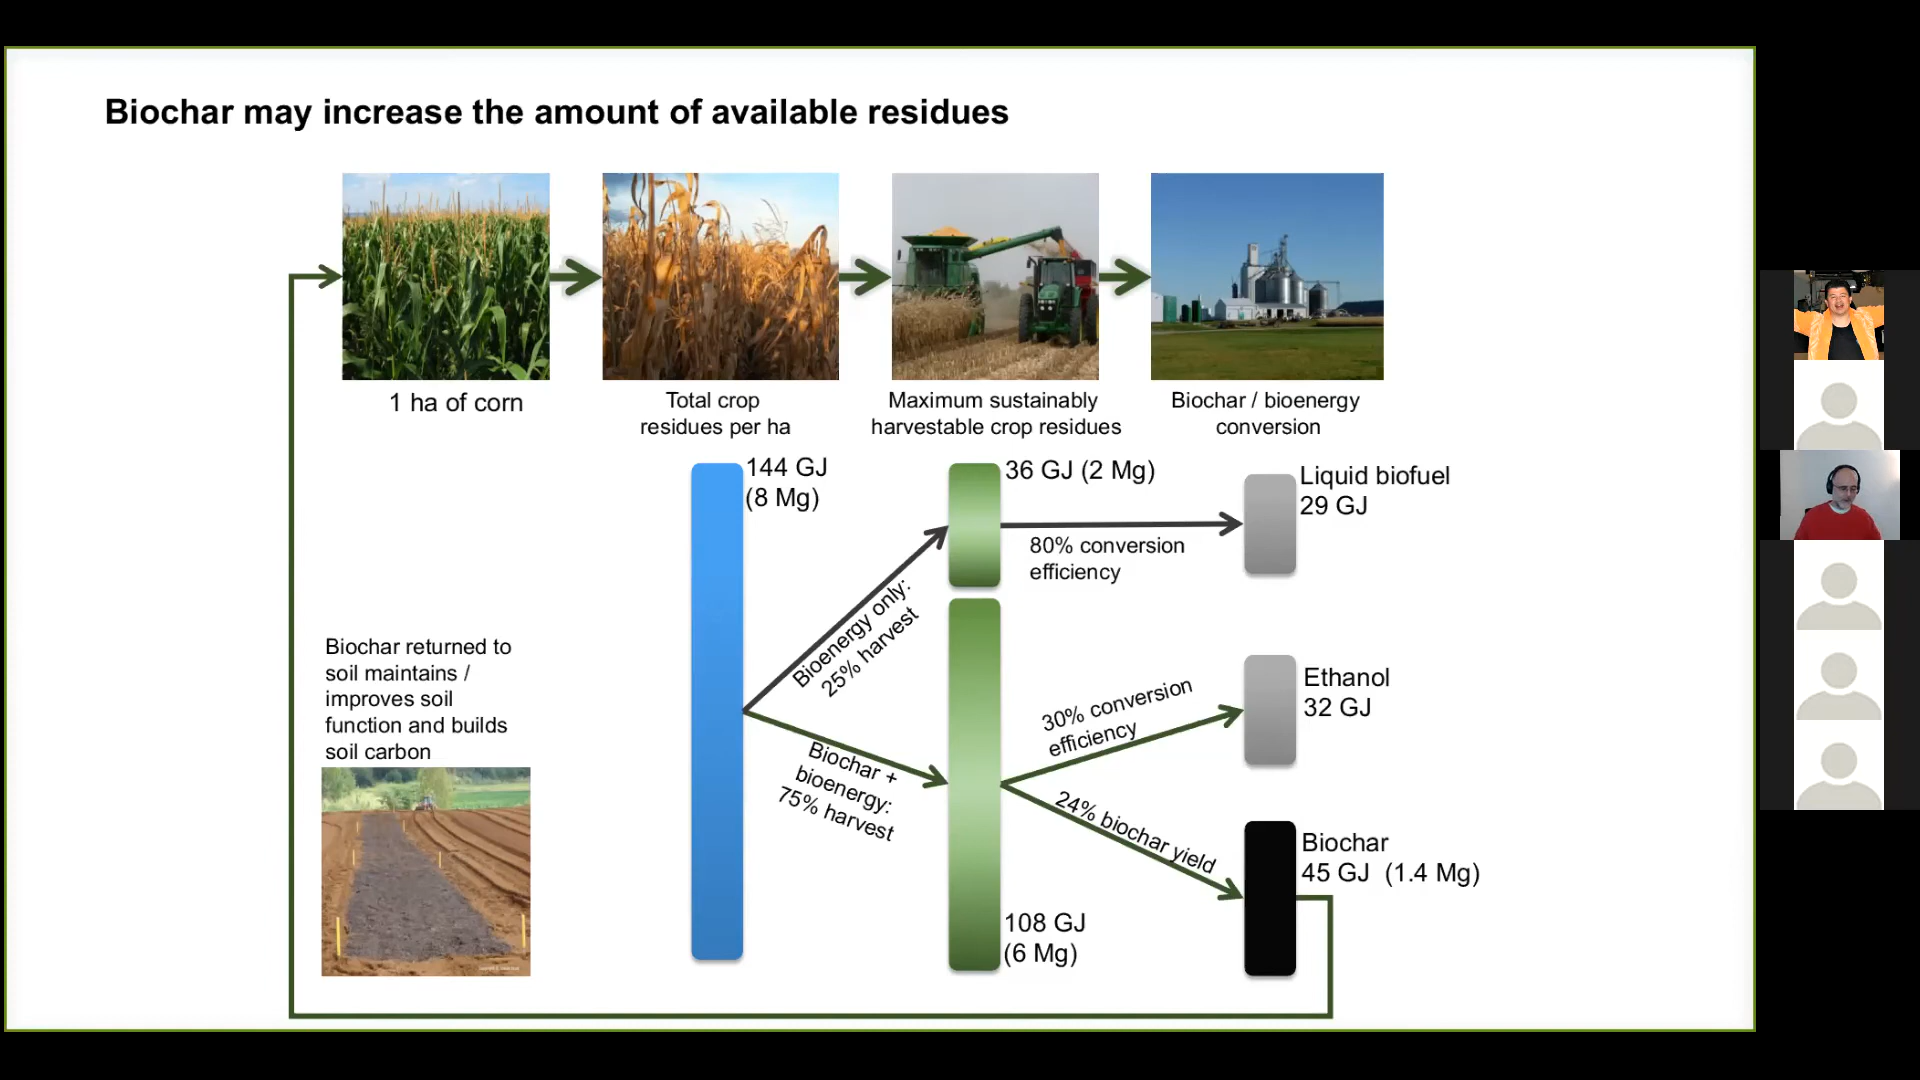 Biochar may increase the amount of available residues
1 ha of corn
Total crop
residues per ha
Maximum sustainably
harvestable crop residues
Biochar / bioenergy
conversion
144 GJ
(8 Mg)
36 GJ (2 Mg)
Liquid biofuel
29 GJ
80% conversion
efficiency
Bioenergy only:
25% harvest
Biochar returned to
soil maintains /
improves soil
function and builds
soil carbon
Ethanol
32 GJ
30% conversion
efficiency
Biochar +
bioenergy:
75% harvest
24% biochar yield
Biochar
45 GJ (1.4 Mg)
108 GJ
(6 Mg)